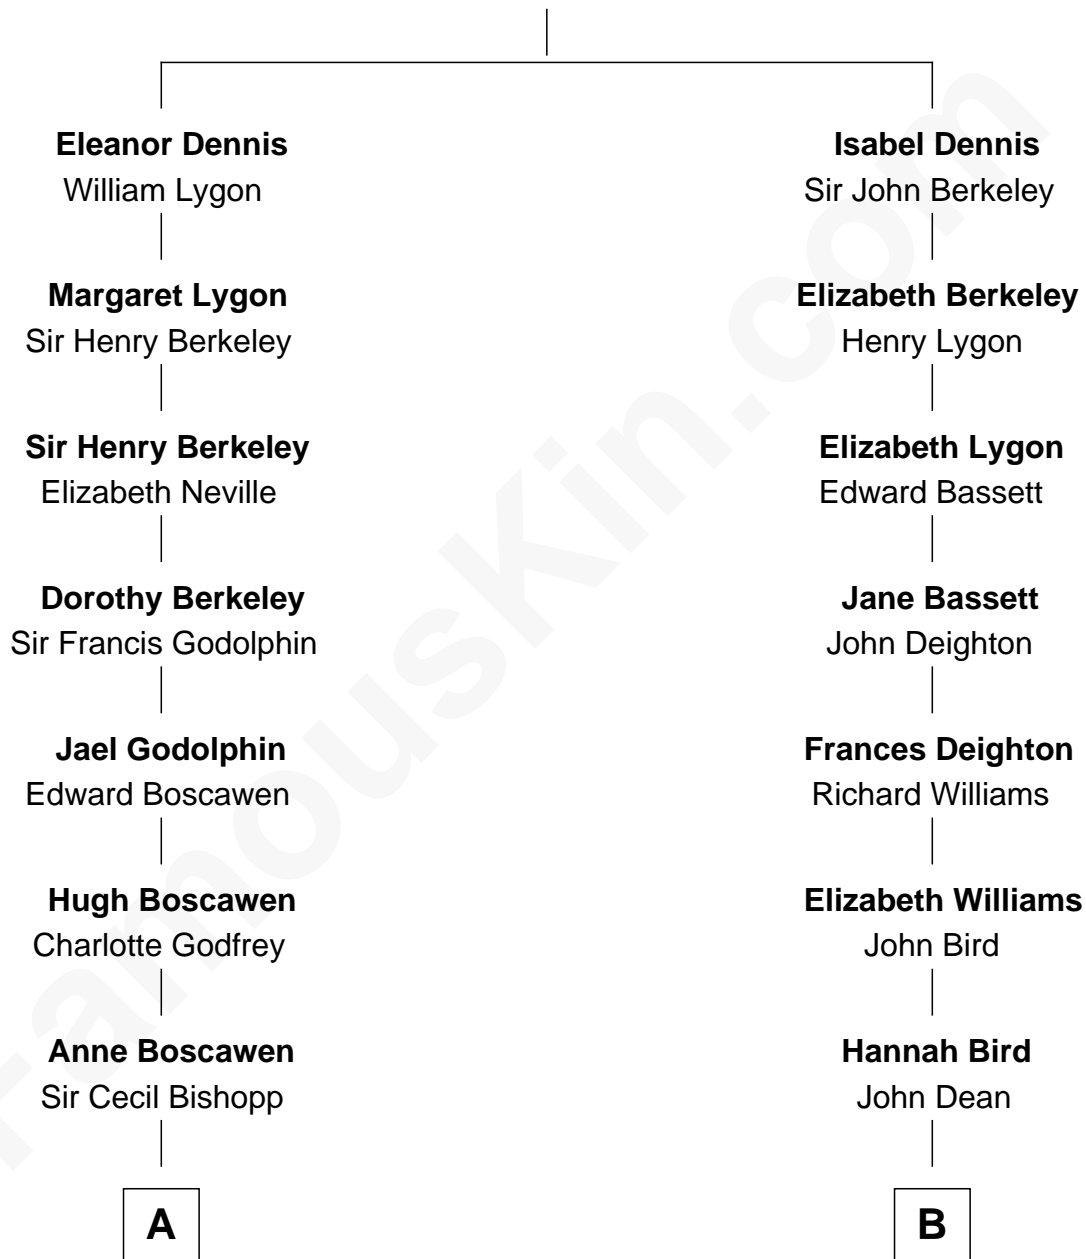 Eleanor Dennis
William Lygon
Margaret Lygon
Sir Henry Berkeley
Sir Henry Berkeley
Elizabeth Neville
Dorothy Berkeley
Sir Francis Godolphin
Jael Godolphin
Edward Boscawen
Hugh Boscawen
Charlotte Godfrey
Anne Boscawen
Sir Cecil Bishopp
A
Isabel Dennis
Sir John Berkeley
Elizabeth Berkeley
Henry Lygon
Elizabeth Lygon
Edward Bassett
Jane Bassett
John Deighton
Frances Deighton
Richard Williams
Elizabeth Williams
John Bird
Hannah Bird
John Dean
B
FamousKin.com